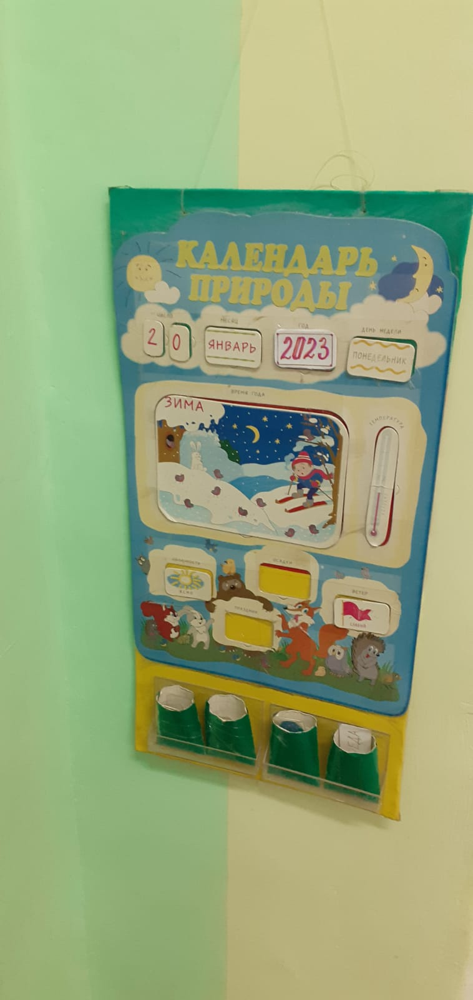 КАЛЕНДАРЬ
ПРИРОДЫ
ЧИСЛО
МЕСЯЦ
ГОД
ДЕНЬ НЕДЕЛИ
2 0
ЯНВАРЬ
2023
ПОНЕДЕЛЬНИК
ВРЕМЯ ГОДА
ЗИМА
ТЕМПЕРАТУРА
ОСАДКИ
ЯСНО
ВЕТЕР
ПРАЗДНИК
СЛАБЫЙ
ЕДА